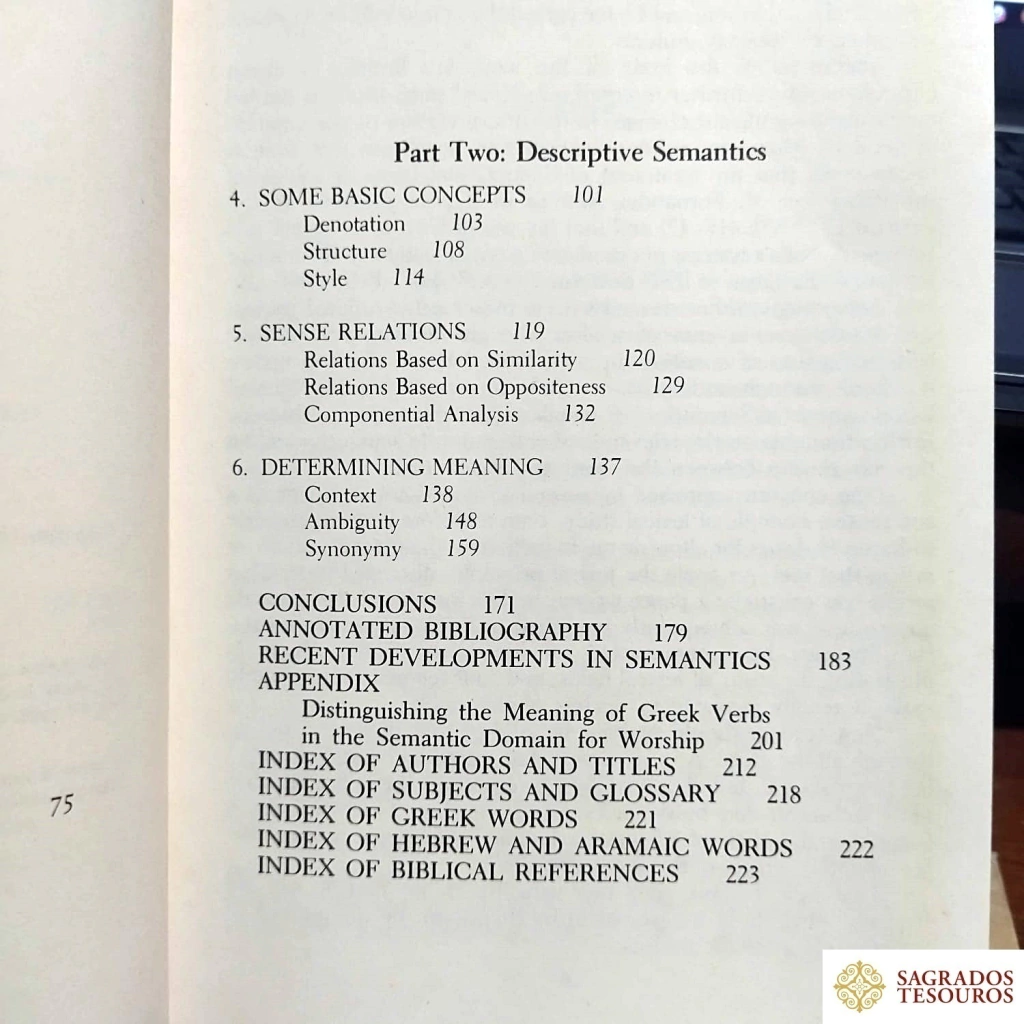 75
Part Two: Descriptive Semantics
4. SOME BASIC CONCEPTS 101
Denotation 103
Structure 108
Style 114
5. SENSE RELATIONS 119
Relations Based on Similarity 120
Relations Based on Oppositeness 129
Componential Analysis 132
6. DETERMINING MEANING 137
Context 138
Ambiguity 148
Synonymy 159
CONCLUSIONS 171
ANNOTATED BIBLIOGRAPHY 179
RECENT DEVELOPMENTS IN SEMANTICS 183
APPENDIX
Distinguishing the Meaning of Greek Verbs
in the Semantic Domain for Worship 201
INDEX OF AUTHORS AND TITLES 212
INDEX OF SUBJECTS AND GLOSSARY 218
INDEX OF GREEK WORDS 221
INDEX OF HEBREW AND ARAMAIC WORDS 222
INDEX OF BIBLICAL REFERENCES 223
SAGRADOS
TESOUROS